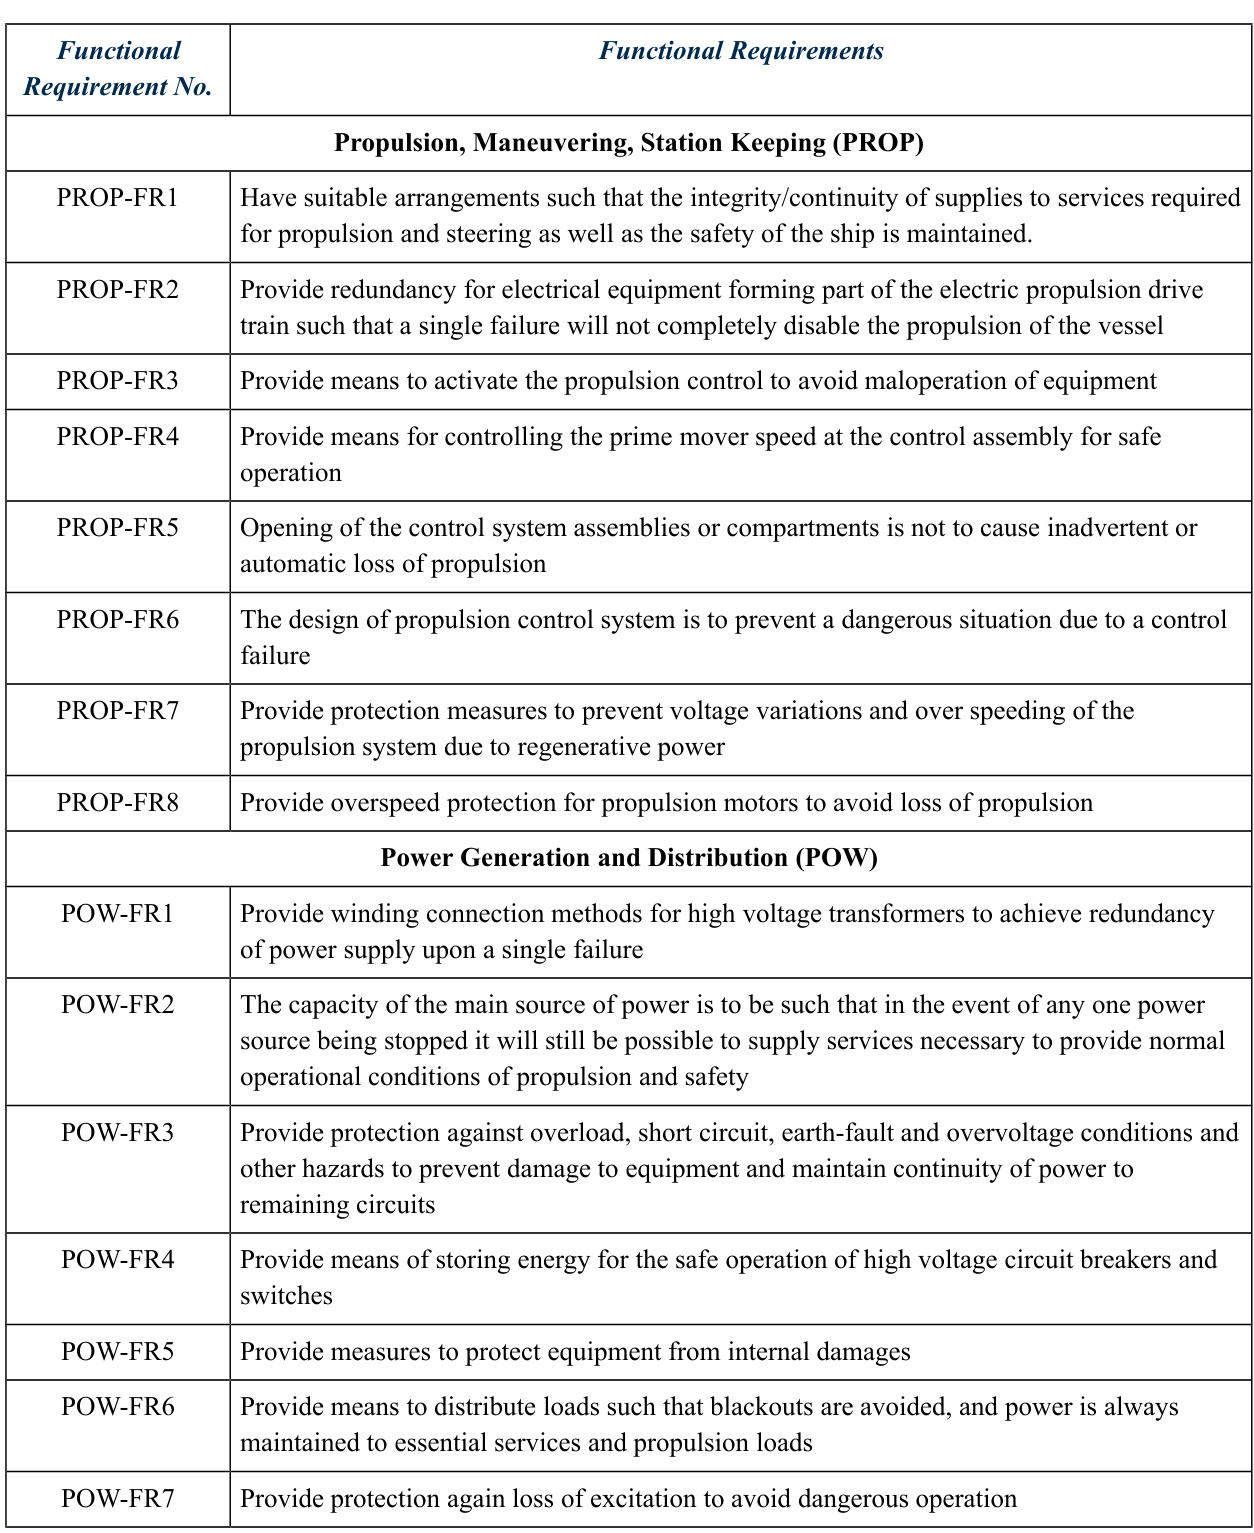 Functional
Requirement No.
Functional Requirements
Propulsion, Maneuvering, Station Keeping (PROP)
PROP-FR1
Have suitable arrangements such that the integrity/continuity of supplies to services required
for propulsion and steering as well as the safety of the ship is maintained.
PROP-FR2
Provide redundancy for electrical equipment forming part of the electric propulsion drive
train such that a single failure will not completely disable the propulsion of the vessel
PROP-FR3
Provide means to activate the propulsion control to avoid maloperation of equipment
PROP-FR4
Provide means for controlling the prime mover speed at the control assembly for safe
operation
PROP-FR5
Opening of the control system assemblies or compartments is not to cause inadvertent or
automatic loss of propulsion
PROP-FR6
The design of propulsion control system is to prevent a dangerous situation due to a control
failure
PROP-FR7
Provide protection measures to prevent voltage variations and over speeding of the
propulsion system due to regenerative power
PROP-FR8
Provide overspeed protection for propulsion motors to avoid loss of propulsion
Power Generation and Distribution (POW)
POW-FR1
Provide winding connection methods for high voltage transformers to achieve redundancy
of power supply upon a single failure
POW-FR2
The capacity of the main source of power is to be such that in the event of any one power
source being stopped it will still be possible to supply services necessary to provide normal
operational conditions of propulsion and safety
POW-FR3
Provide protection against overload, short circuit, earth-fault and overvoltage conditions and
other hazards to prevent damage to equipment and maintain continuity of power to
remaining circuits
POW-FR4
Provide means of storing energy for the safe operation of high voltage circuit breakers and
switches
POW-FR5
Provide measures to protect equipment from internal damages
POW-FR6
Provide means to distribute loads such that blackouts are avoided, and power is always
maintained to essential services and propulsion loads
POW-FR7
Provide protection again loss of excitation to avoid dangerous operation